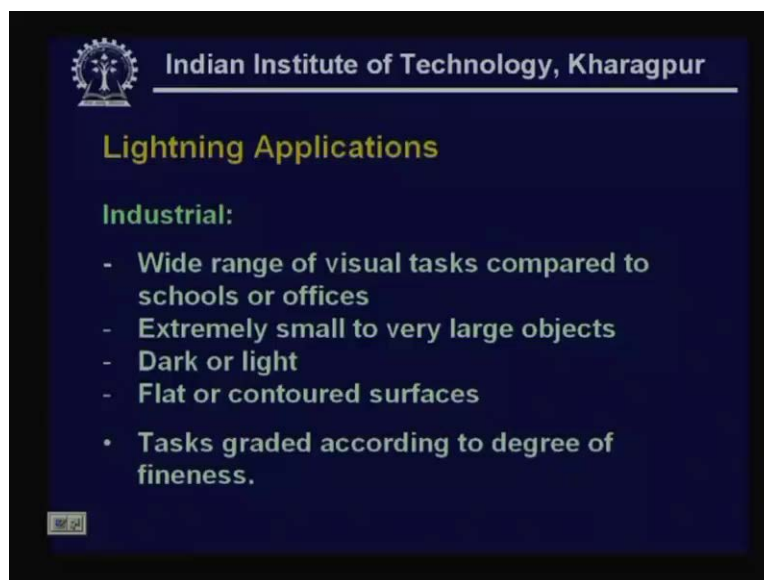 Indian Institute of Technology, Kharagpur
Lightning Applications
Industrial:
- Wide range of visual tasks compared to
schools or offices
- Extremely small to very large objects
- Dark or light
- Flat or contoured surfaces
• Tasks graded according to degree of
fineness.